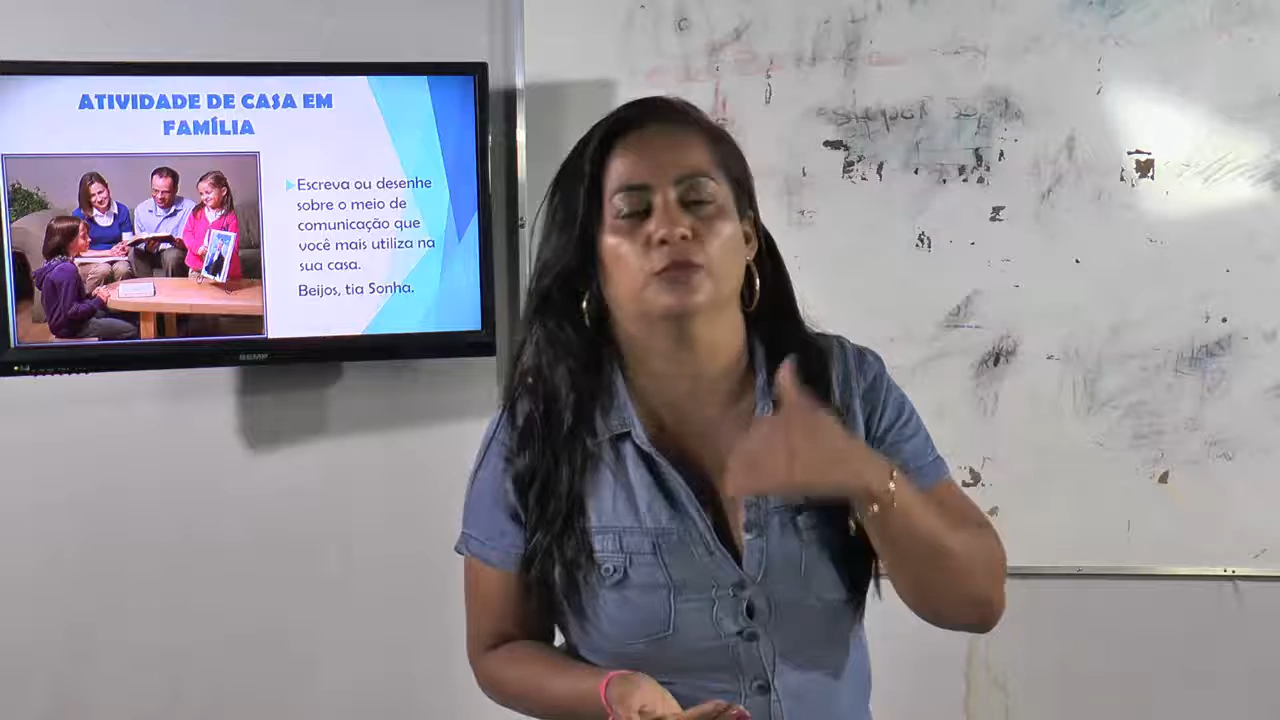 ATIVIDADE DE CASA EM
FAMÍLIA
Escreva ou desenhe
sobre o meio de
comunicação que
você mais utiliza na
sua casa.
Beijos, tia Sonha.
SEMP